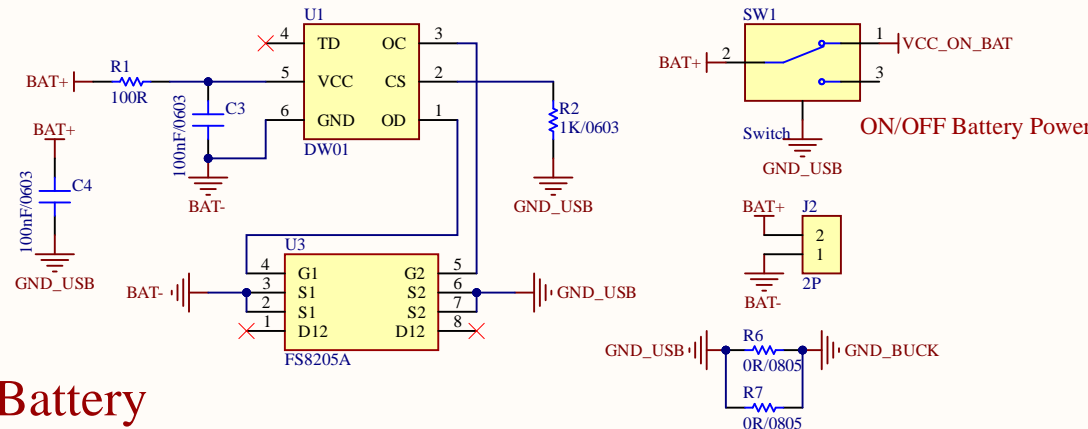 U1
4 TD OC 3
BAT+ R1 5 VCC CS 2
100R
100nF/0603 C3 6 GND OD 1
DW01
R2
1K/0603
BAT-
GND_USB
BAT+
100nF/0603 C4
GND_USB
U3
4 G1 G2 5
BAT- 3 S1 S2 6 GND_USB
2 S1 S2 7
1 D12 D12 8
FS8205A
SW1
BAT+ 2 1 VCC_ON_BAT
3
Switch
ON/OFF Battery Power
GND_USB
BAT+ J2
2
1
2P
BAT-
R6
GND_USB GND_BUCK
0R/0805
R7
0R/0805
Battery